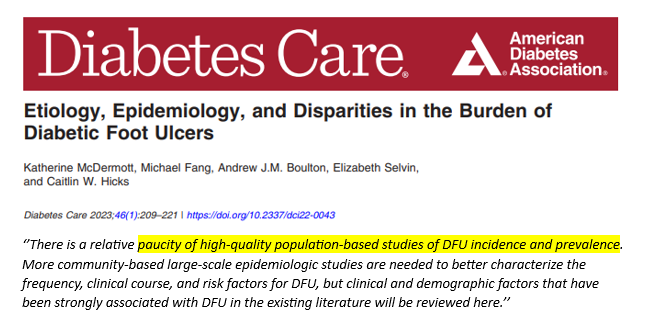 Diabetes Care®
American
Diabetes
Association®
Etiology, Epidemiology, and Disparities in the Burden of
Diabetic Foot Ulcers
Katherine McDermott, Michael Fang, Andrew J.M. Boulton, Elizabeth Selvin,
and Caitlin W. Hicks
Diabetes Care 2023;46(1):209–221 | https://doi.org/10.2337/dci22-0043
‘’There is a relative paucity of high-quality population-based studies of DFU incidence and prevalence.
More community-based large-scale epidemiologic studies are needed to better characterize the
frequency, clinical course, and risk factors for DFU, but clinical and demographic factors that have
been strongly associated with DFU in the existing literature will be reviewed here.’’